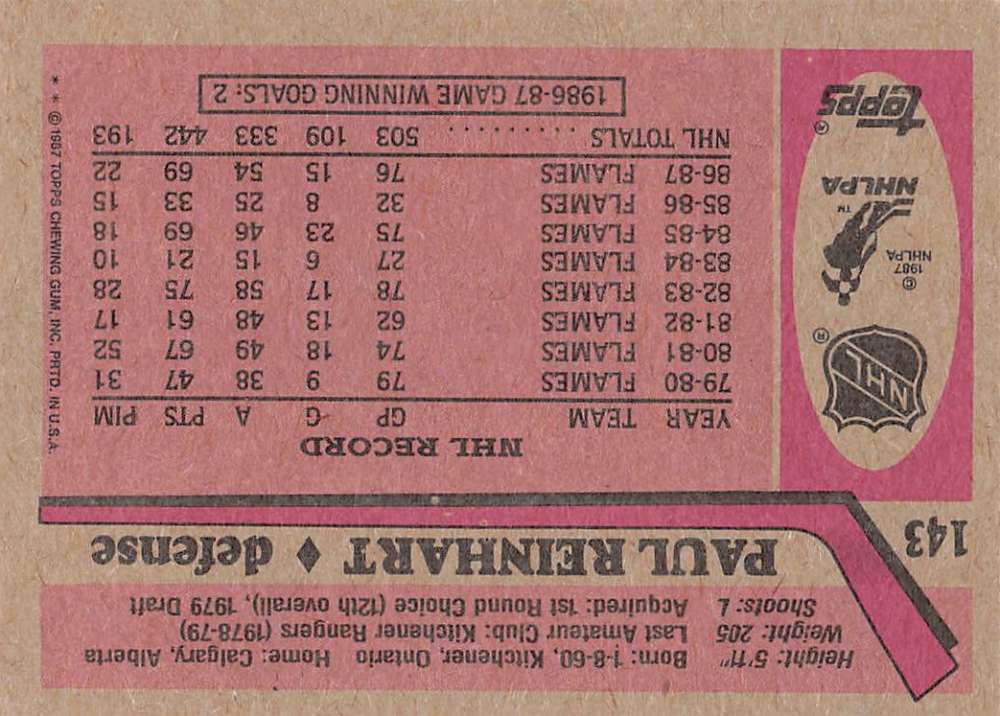 Height: 5'11" Born: 1-8-60, Kitchener, Ontario Home: Calgary, Alberta
Weight: 205 Last Amateur Club: Kitchener Rangers (1978-79)
Shoots: L Acquired: 1st Round Choice (12th overall), 1979 Draft
143 PAUL REINHART ♦ defense
NHL RECORD
YEAR TEAM GP G A PTS PIM
79-80 FLAMES 79 9 38 47 31
80-81 FLAMES 74 18 49 67 52
81-82 FLAMES 62 13 48 61 17
82-83 FLAMES 78 17 58 75 28
83-84 FLAMES 27 6 15 21 10
84-85 FLAMES 75 23 46 69 18
85-86 FLAMES 32 8 25 33 15
86-87 FLAMES 76 15 54 69 22
NHL TOTALS . . . . . . . . . . 503 109 333 442 193
1986-87 GAME WINNING GOALS: 2
NHL ®
© 1987 NHLPA
NHLPA ™
topps ®
* * © 1987 TOPPS CHEWING GUM, INC. PRTD. IN U.S.A.